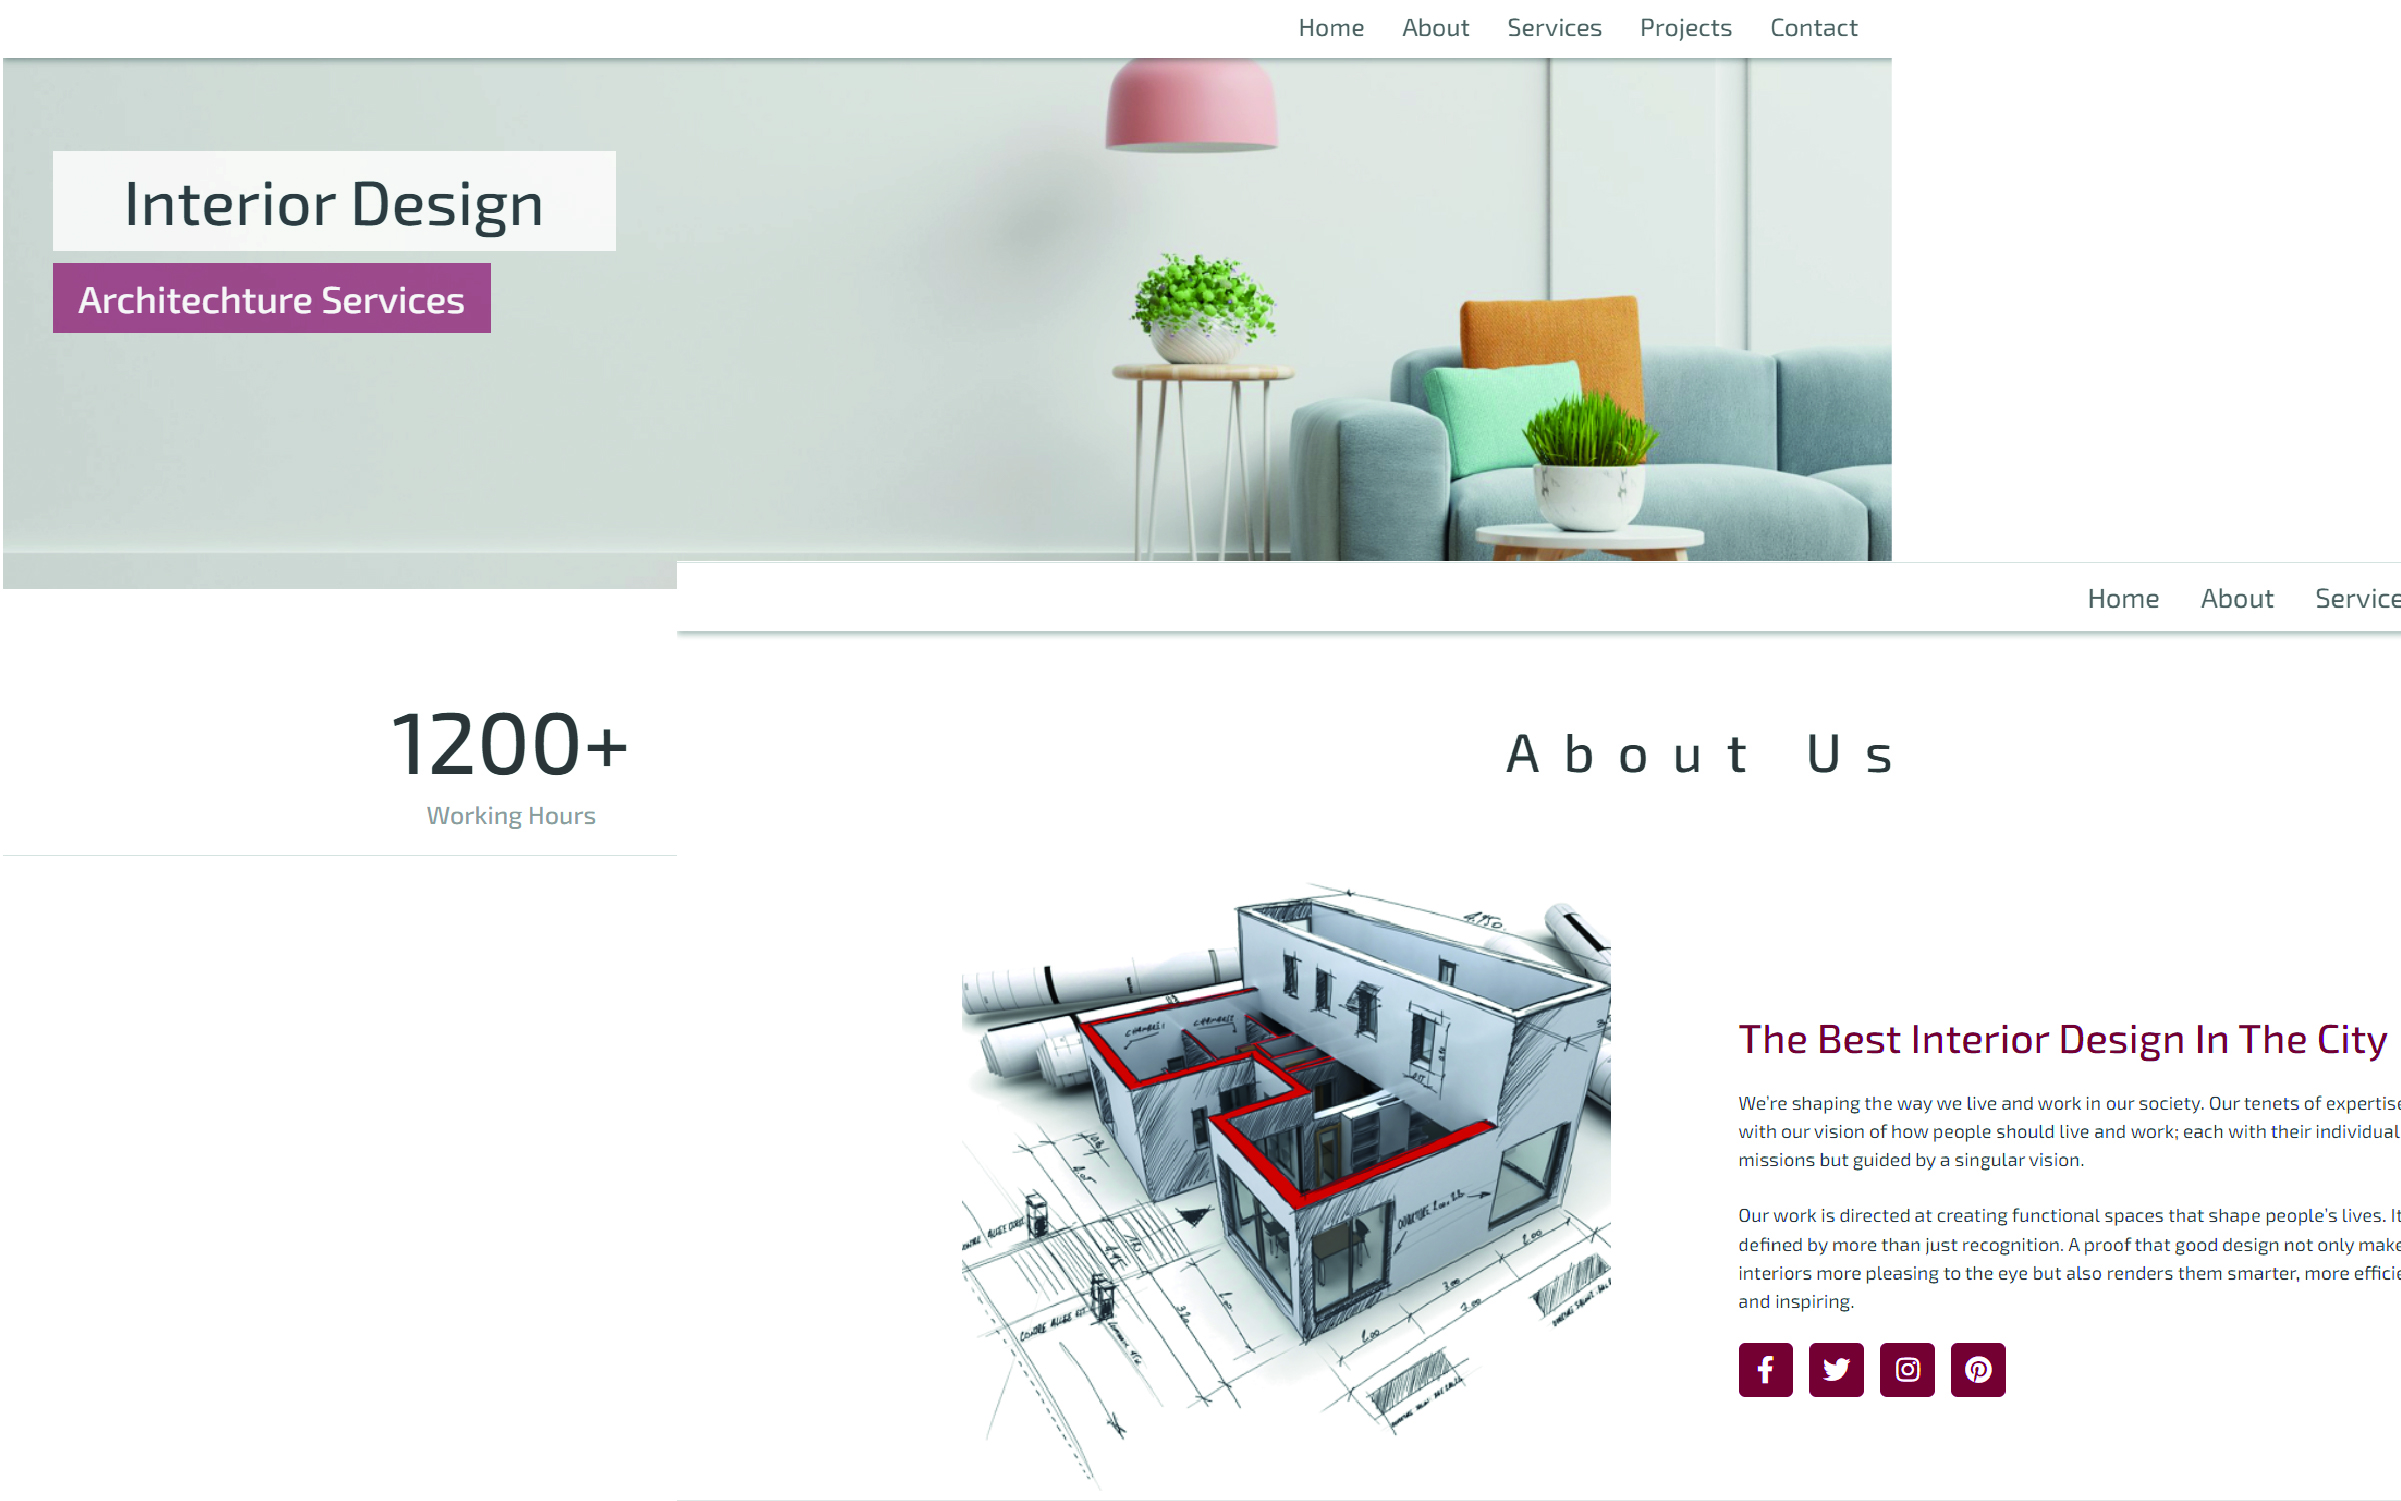 Home About Services Projects Contact
Interior Design
Architechture Services
Home About Service
1200+
Working Hours
About Us
The Best Interior Design In The City
We're shaping the way we live and work in our society. Our tenets of expertise
with our vision of how people should live and work; each with their individual
missions but guided by a singular vision.
Our work is directed at creating functional spaces that shape people's lives. It
defined by more than just recognition. A proof that good design not only make
interiors more pleasing to the eye but also renders them smarter, more efficie
and inspiring.